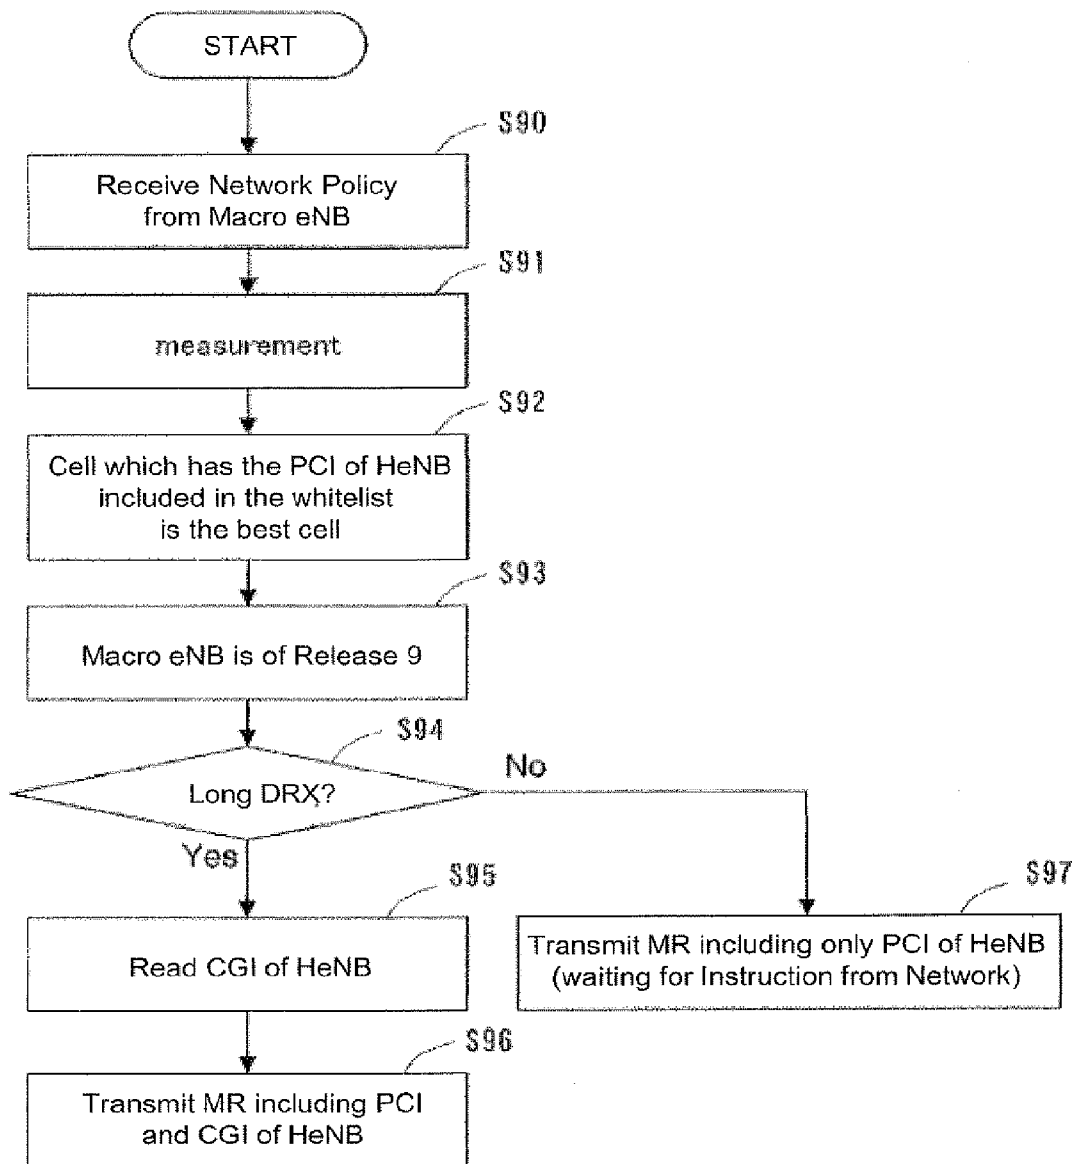 START
S90
Receive Network Policy
from Macro eNB
S91
measurement
S92
Cell which has the PCI of HeNB
included in the whitelist
is the best cell
S93
Macro eNB is of Release 9
S94
Long DRX?
No
Yes
S95
Read CGI of HeNB
S97
Transmit MR including only PCI of HeNB
(waiting for Instruction from Network)
S96
Transmit MR including PCI
and CGI of HeNB